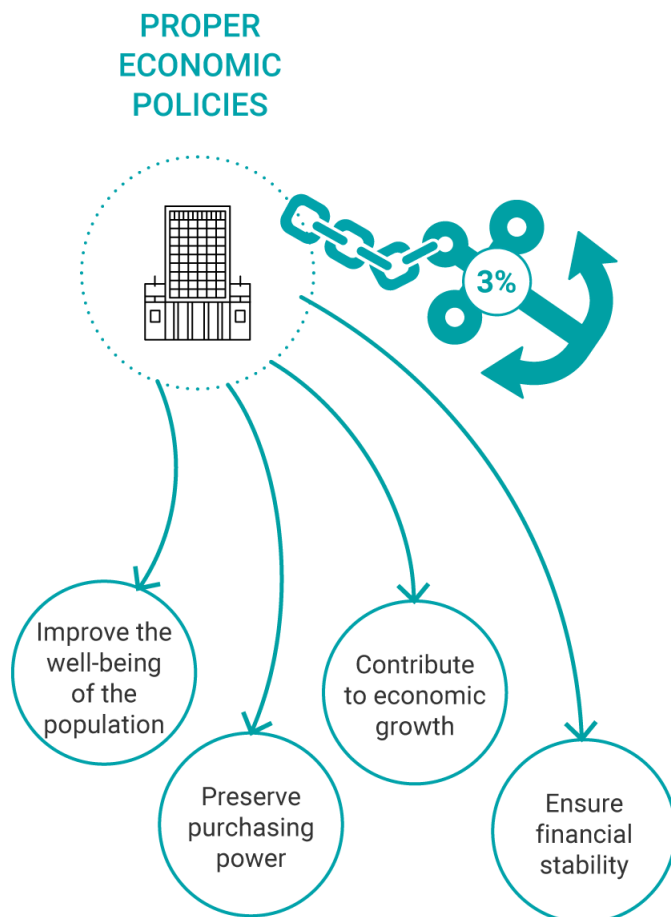 PROPER
ECONOMIC
POLICIES
3%
Improve the
well-being
of the
population
Preserve
purchasing
power
Contribute
to economic
growth
Ensure
financial
stability